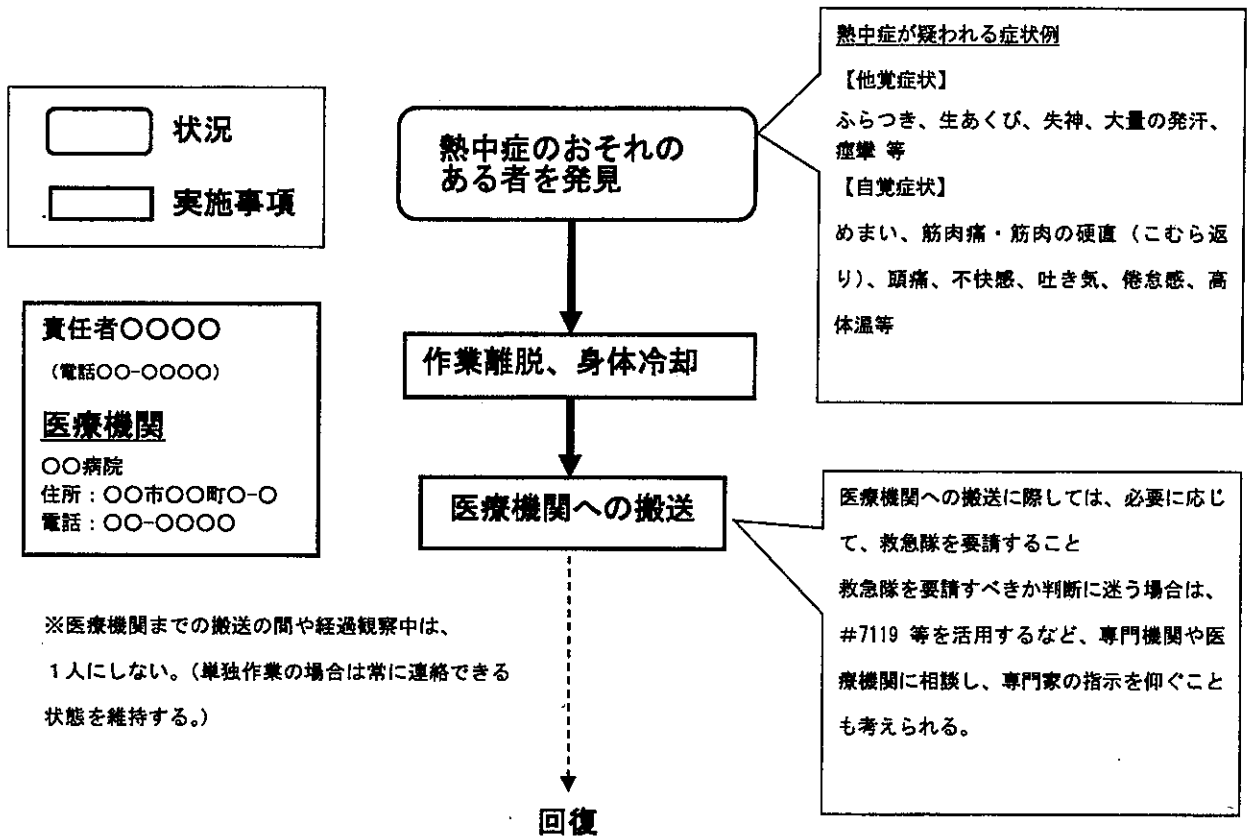 状況
実施事項
責任者〇〇〇〇
（電話〇〇-〇〇〇〇）
医療機関
〇〇病院
住所：〇〇市〇〇町〇-〇
電話：〇〇-〇〇〇〇
※医療機関までの搬送の間や経過観察中は、
１人にしない。（単独作業の場合は常に連絡できる
状態を維持する。）
熱中症のおそれの
ある者を発見
作業離脱、身体冷却
医療機関への搬送
回復
熱中症が疑われる症状例
【他覚症状】
ふらつき、生あくび、失神、大量の発汗、
痙攣 等
【自覚症状】
めまい、筋肉痛・筋肉の硬直（こむら返
り）、頭痛、不快感、吐き気、倦怠感、高
体温等
医療機関への搬送に際しては、必要に応じ
て、救急隊を要請すること
救急隊を要請すべきか判断に迷う場合は、
＃7119 等を活用するなど、専門機関や医
療機関に相談し、専門家の指示を仰ぐこと
も考えられる。